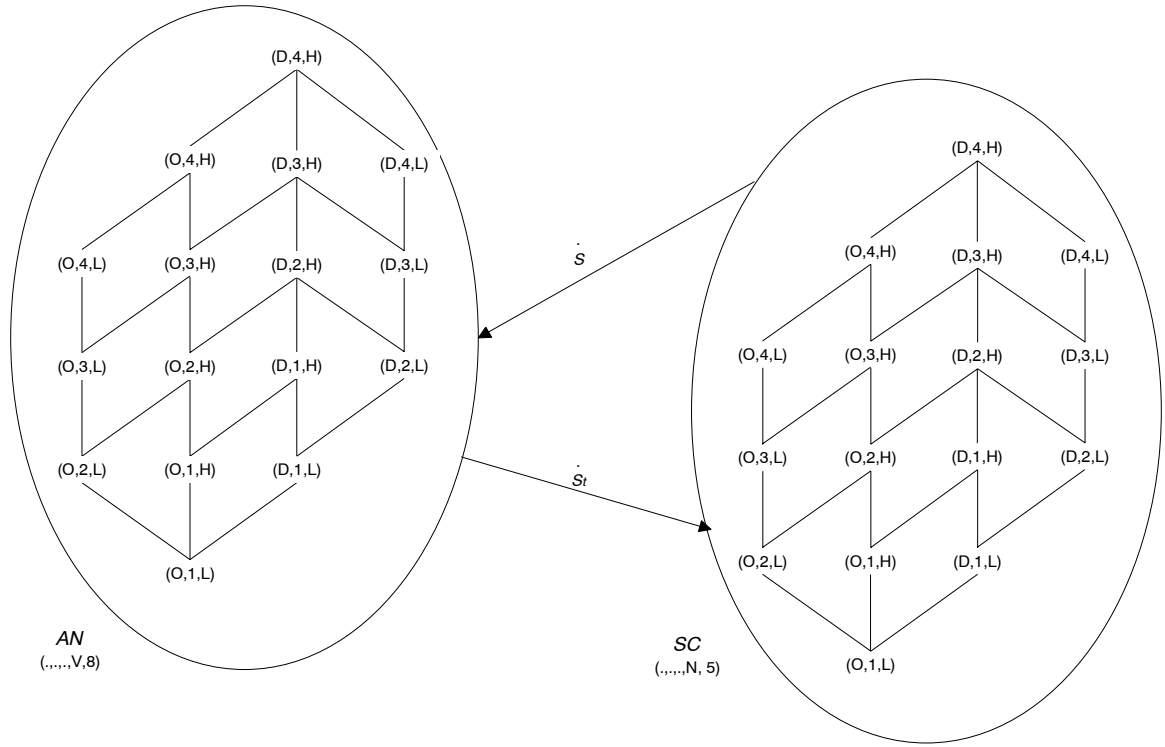 (D,4,H)
(O,4,H) (D,3,H) (D,4,L)
(O,4,L) (O,3,H) (D,2,H) (D,3,L)
(O,3,L) (O,2,H) (D,1,H) (D,2,L)
(O,2,L) (O,1,H) (D,1,L)
(O,1,L)
AN
(.,.,.,V,8)
Ṡ
Ṡt
(D,4,H)
(O,4,H) (D,3,H) (D,4,L)
(O,4,L) (O,3,H) (D,2,H) (D,3,L)
(O,3,L) (O,2,H) (D,1,H) (D,2,L)
(O,2,L) (O,1,H) (D,1,L)
(O,1,L)
SC
(.,.,.,N, 5)